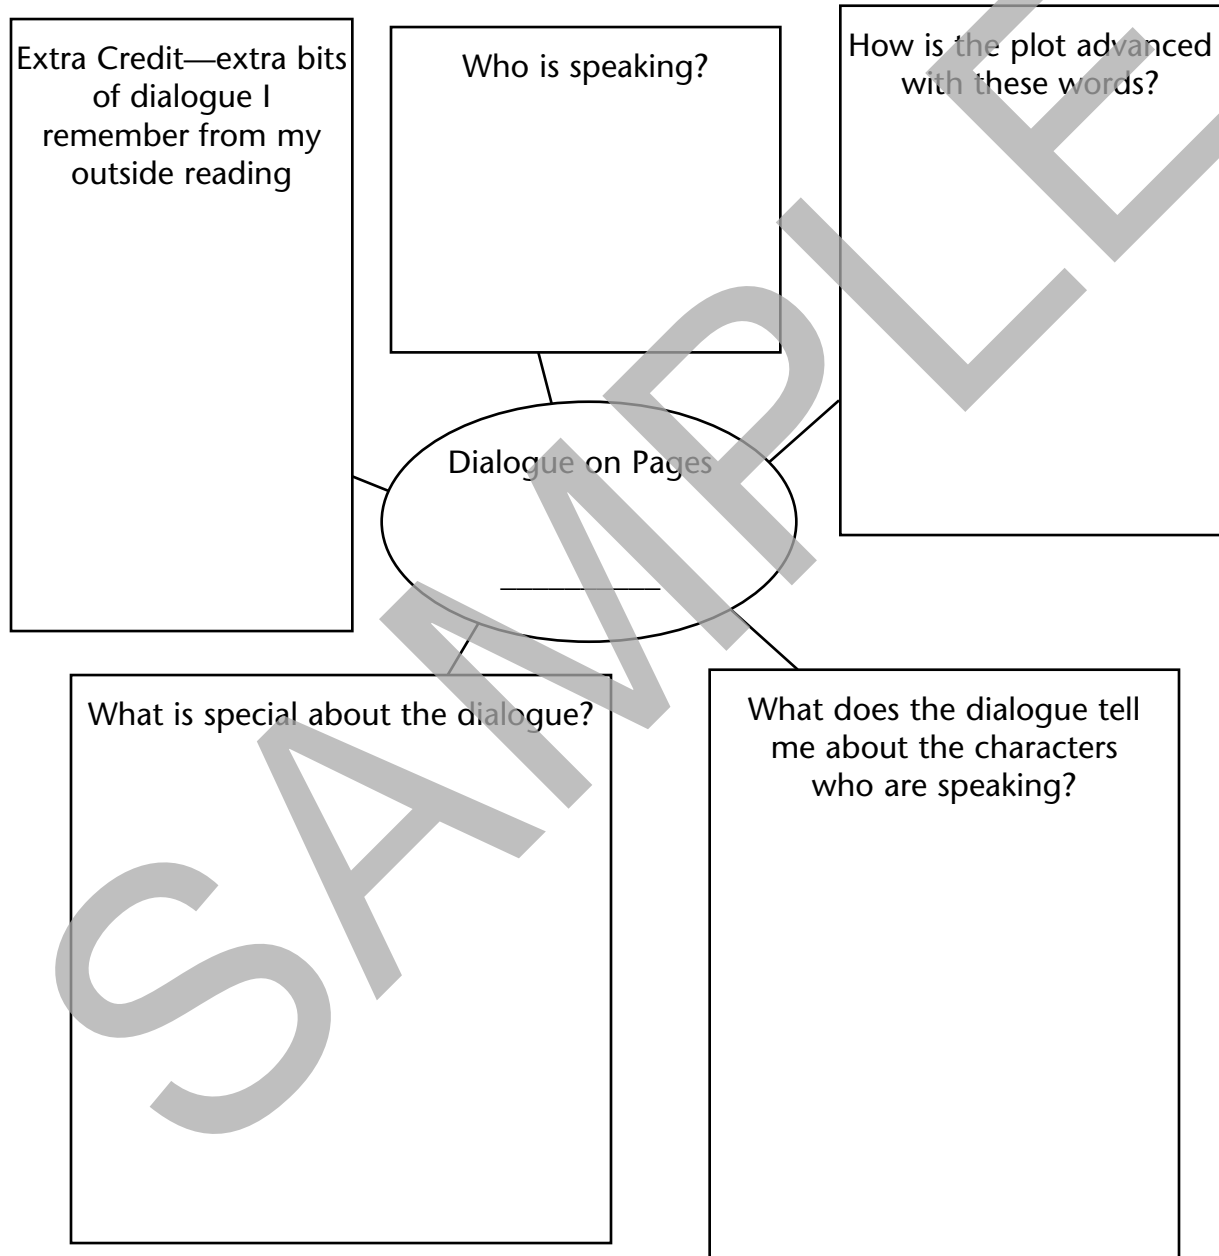 Extra Credit—extra bits
of dialogue I
remember from my
outside reading
Who is speaking?
How is the plot advanced
with these words?
Dialogue on Pages
__________
What is special about the dialogue?
What does the dialogue tell
me about the characters
who are speaking?
SAMPLE